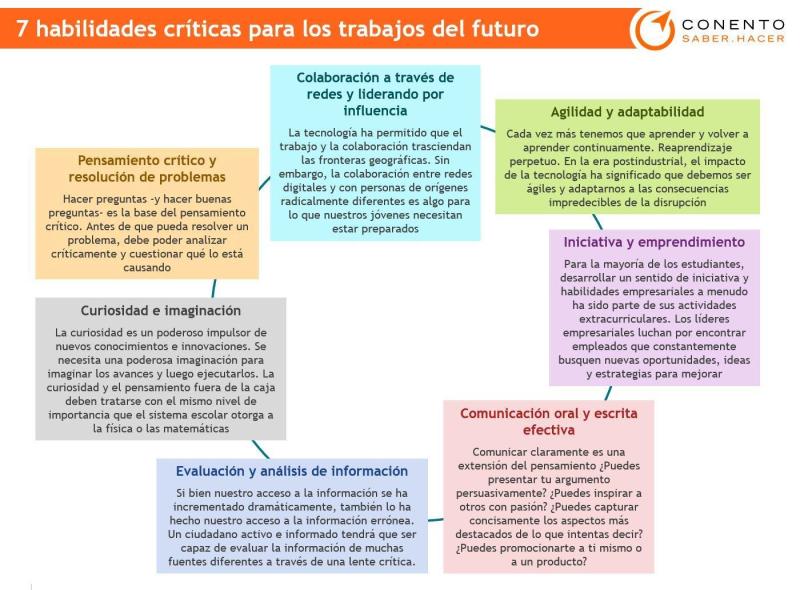 7 habilidades críticas para los trabajos del futuro
CONENTO
SABER.HACER
Colaboración a través de
redes y liderando por
influencia
La tecnología ha permitido que el
trabajo y la colaboración trasciendan
las fronteras geográficas. Sin
embargo, la colaboración entre redes
digitales y con personas de orígenes
radicalmente diferentes es algo para
lo que nuestros jóvenes necesitan
estar preparados
Agilidad y adaptabilidad
Cada vez más tenemos que aprender y volver a
aprender continuamente. Reaprendizaje
perpetuo. En la era postindustrial, el impacto
de la tecnología ha significado que debemos ser
ágiles y adaptarnos a las consecuencias
impredecibles de la disrupción
Iniciativa y emprendimiento
Para la mayoría de los estudiantes,
desarrollar un sentido de iniciativa y
habilidades empresariales a menudo
ha sido parte de sus actividades
extracurriculares. Los líderes
empresariales luchan por encontrar
empleados que constantemente
busquen nuevas oportunidades, ideas
y estrategias para mejorar
Comunicación oral y escrita
efectiva
Comunicar claramente es una
extensión del pensamiento ¿Puedes
presentar tu argumento
persuasivamente? ¿Puedes inspirar a
otros con pasión? ¿Puedes capturar
concisamente los aspectos más
destacados de lo que intentas decir?
¿Puedes promocionarte a ti mismo o
a un producto?
Evaluación y análisis de información
Si bien nuestro acceso a la información se ha
incrementado dramáticamente, también lo ha
hecho nuestro acceso a la información errónea.
Un ciudadano activo e informado tendrá que ser
capaz de evaluar la información de muchas
fuentes diferentes a través de una lente crítica.
Curiosidad e imaginación
La curiosidad es un poderoso impulsor de
nuevos conocimientos e innovaciones. Se
necesita una poderosa imaginación para
imaginar los avances y luego ejecutarlos. La
curiosidad y el pensamiento fuera de la caja
deben tratarse con el mismo nivel de
importancia que el sistema escolar otorga a
la física o las matemáticas
Pensamiento crítico y
resolución de problemas
Hacer preguntas -y hacer buenas
preguntas- es la base del pensamiento
crítico. Antes de que pueda resolver un
problema, debe poder analizar
críticamente y cuestionar qué lo está
causando